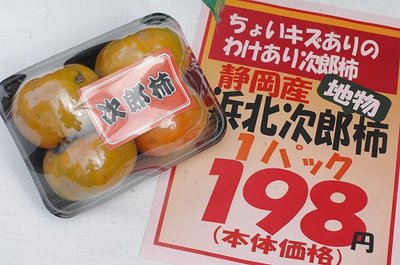 次郎柿
ちょいキズありの
わけあり次郎柿
静岡産
地物
浜北次郎柿
1パック
198円
(本体価格)